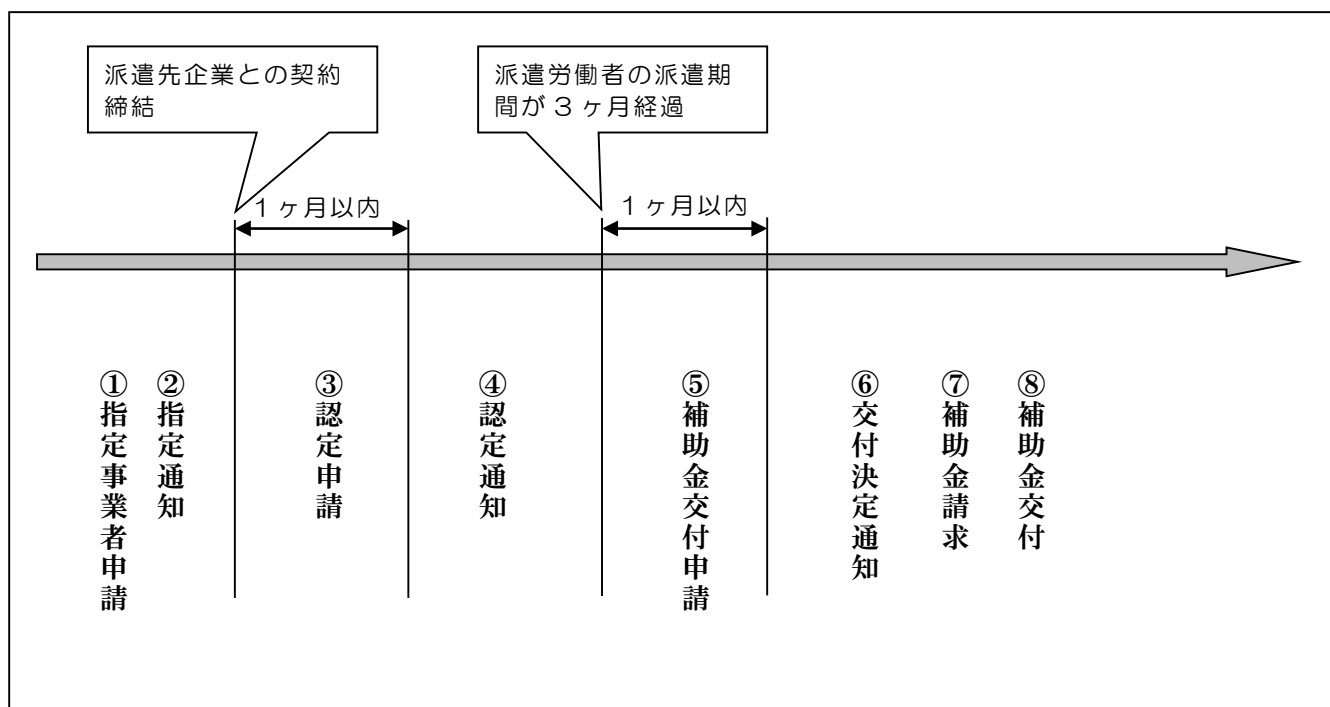 派遣先企業との契約
締結
派遣労働者の派遣期
間が3ヶ月経過
1ヶ月以内
1ヶ月以内
①指定事業者申請
②指定通知
③認定申請
④認定通知
⑤補助金交付申請
⑥交付決定通知
⑦補助金請求
⑧補助金交付